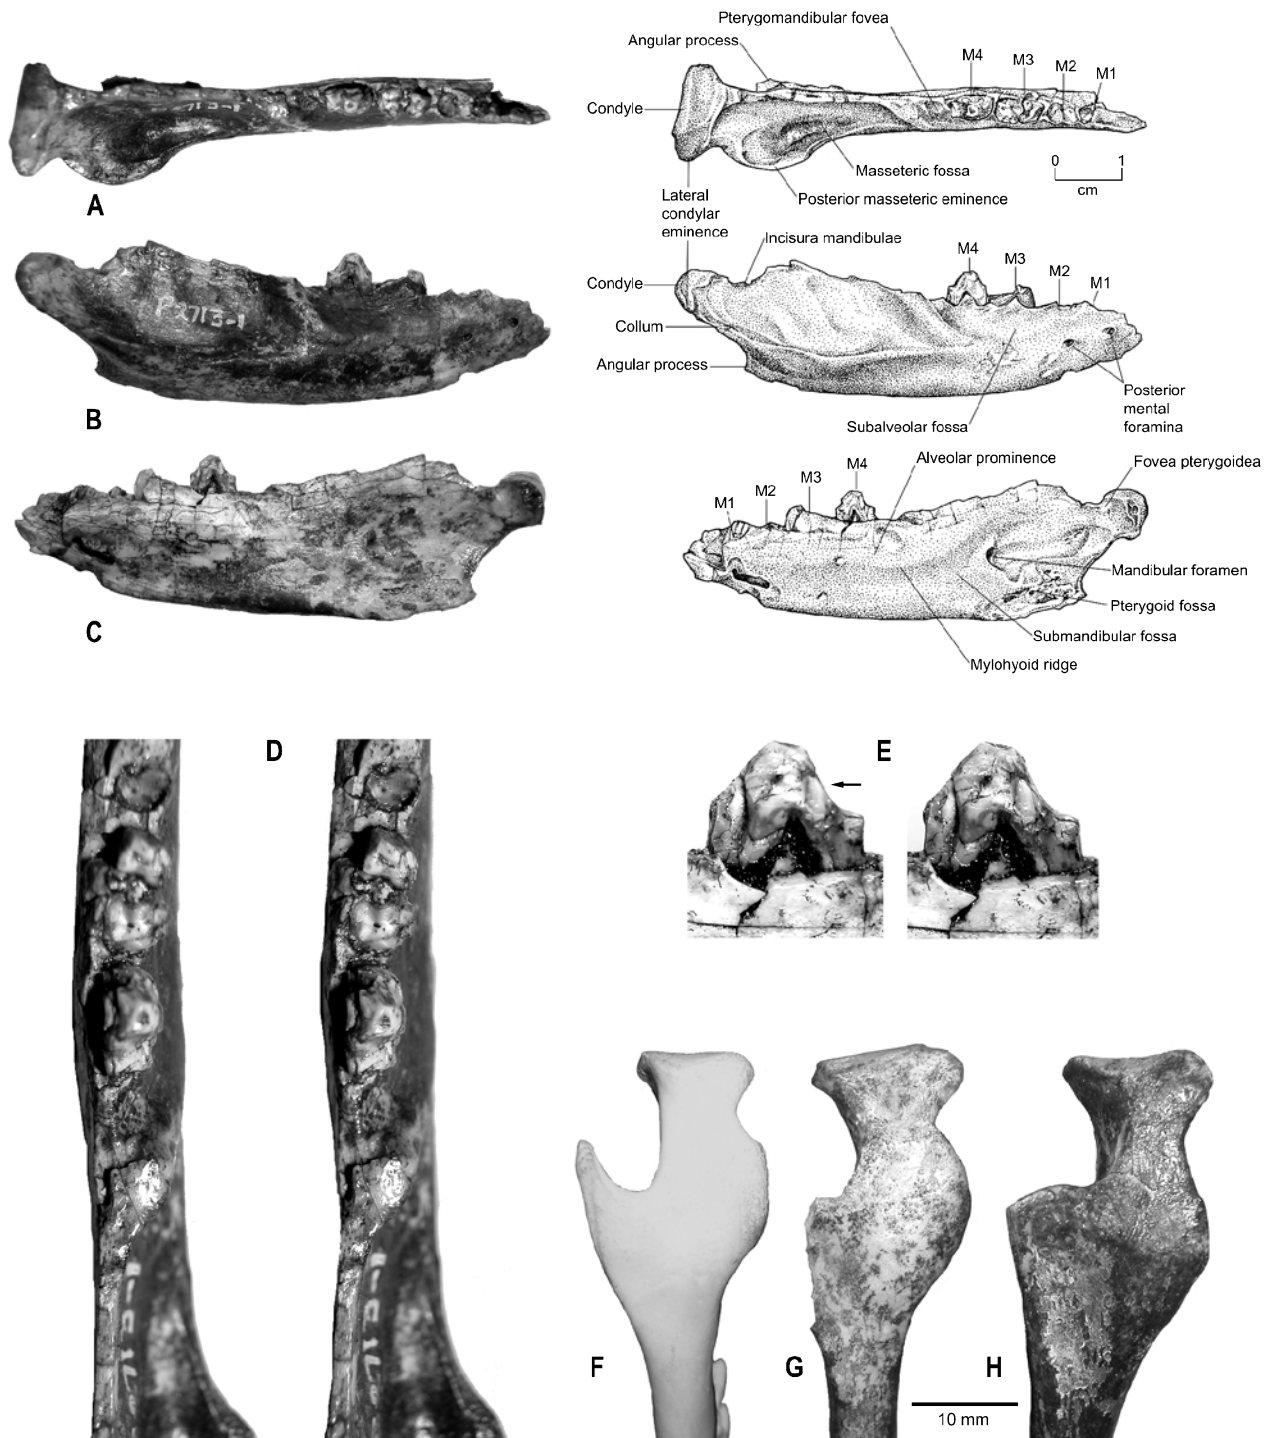 Pterygomandibular fovea
Angular process
M4
M3
M2
M1
Condyle
Masseteric fossa
0 1
cm
Posterior masseteric eminence
Lateral
condylar
eminence
A
Incisura mandibulae
M4
M3
M2
M1
Condyle
P2713-1
Collum
Angular process
Posterior
mental
foramina
Subalveolar fossa
B
Alveolar prominence
Fovea pterygoidea
M4
M3
M2
M1
Mandibular foramen
Pterygoid fossa
Submandibular fossa
Mylohyoid ridge
C
D
E
F
G
H
10 mm